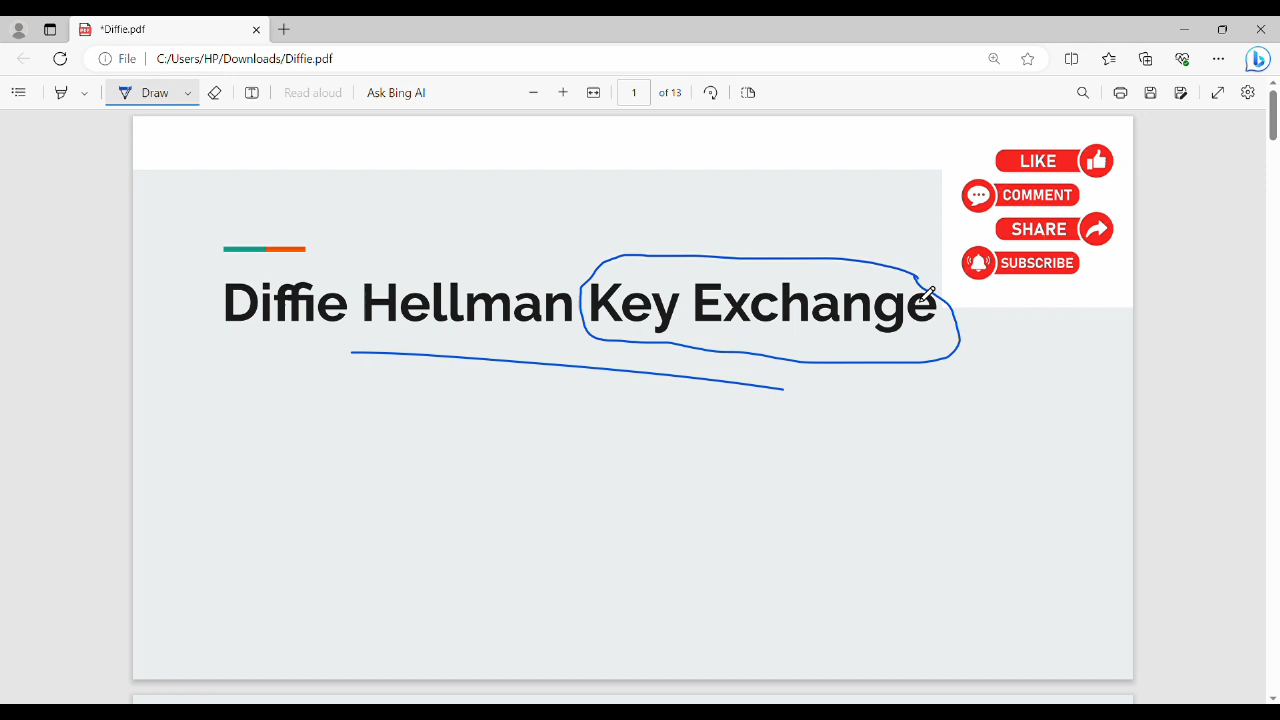 *Diffie.pdf
File C:/Users/HP/Downloads/Diffie.pdf
Draw Read aloud Ask Bing AI 1 of 13
LIKE
COMMENT
SHARE
SUBSCRIBE
Diffie Hellman Key Exchange